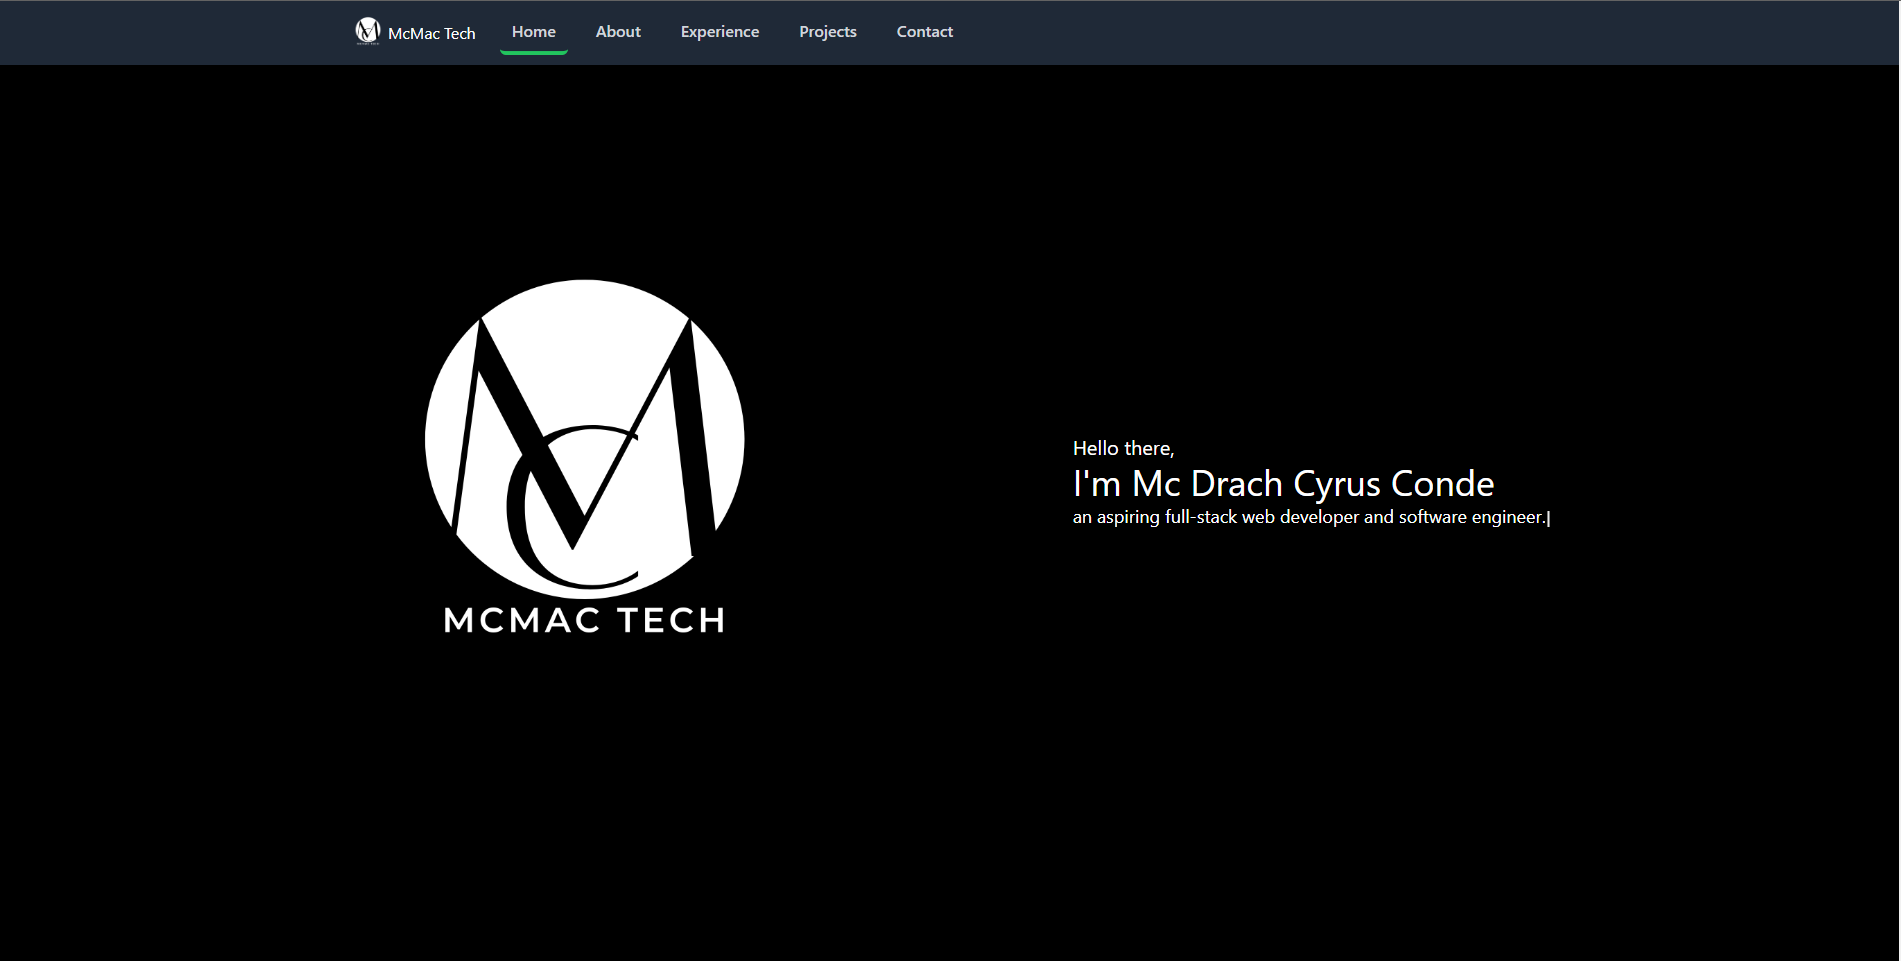 McMac Tech Home About Experience Projects Contact
MC
MCMAC TECH
Hello there,
I'm Mc Drach Cyrus Conde
an aspiring full-stack web developer and software engineer.|